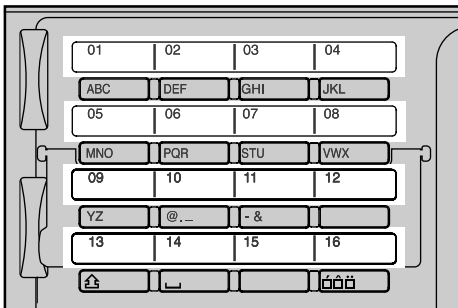 01 02 03 04
ABC DEF GHI JKL
05 06 07 08
MNO PQR STU VWX
09 10 11 12
YZ @._ - &
13 14 15 16
óôö